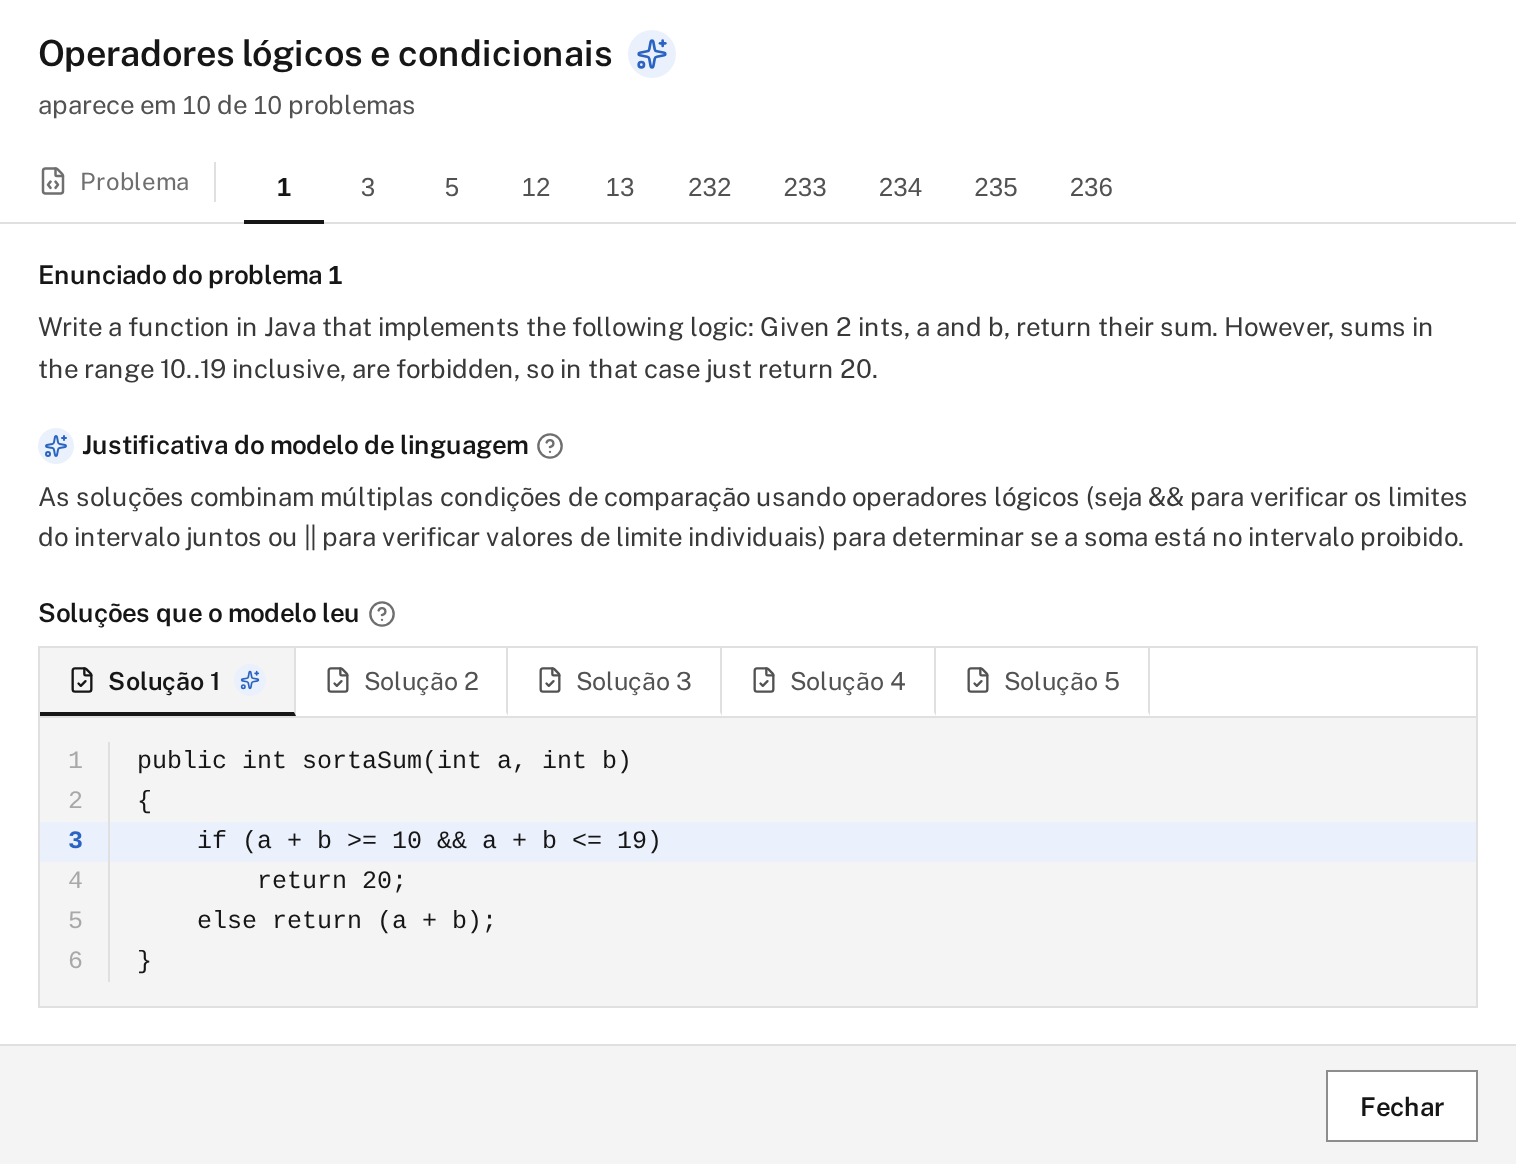 Operadores lógicos e condicionais
aparece em 10 de 10 problemas
Problema 1 3 5 12 13 232 233 234 235 236
Enunciado do problema 1
Write a function in Java that implements the following logic: Given 2 ints, a and b, return their sum. However, sums in
the range 10..19 inclusive, are forbidden, so in that case just return 20.
Justificativa do modelo de linguagem
As soluções combinam múltiplas condições de comparação usando operadores lógicos (seja && para verificar os limites
do intervalo juntos ou || para verificar valores de limite individuais) para determinar se a soma está no intervalo proibido.
Soluções que o modelo leu
Solução 1 Solução 2 Solução 3 Solução 4 Solução 5
1 public int sortaSum(int a, int b)
2 {
3     if (a + b >= 10 && a + b <= 19)
4         return 20;
5     else return (a + b);
6 }
Fechar